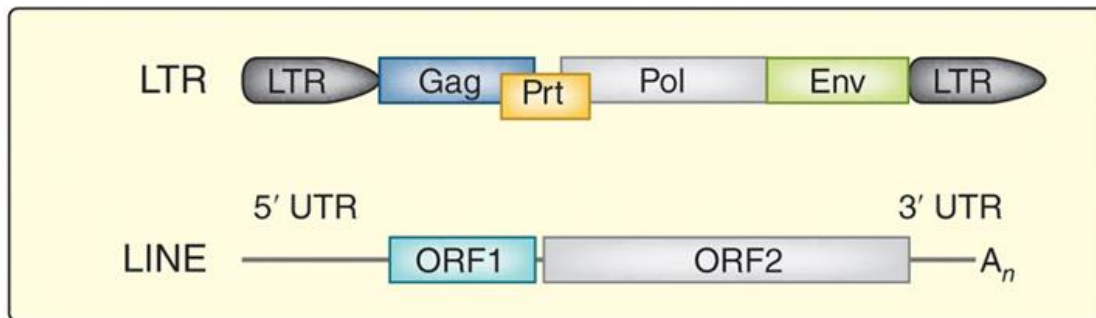 LTR LTR Gag Prt Pol Env LTR
5′ UTR 3′ UTR
LINE ORF1 ORF2 Aₙ